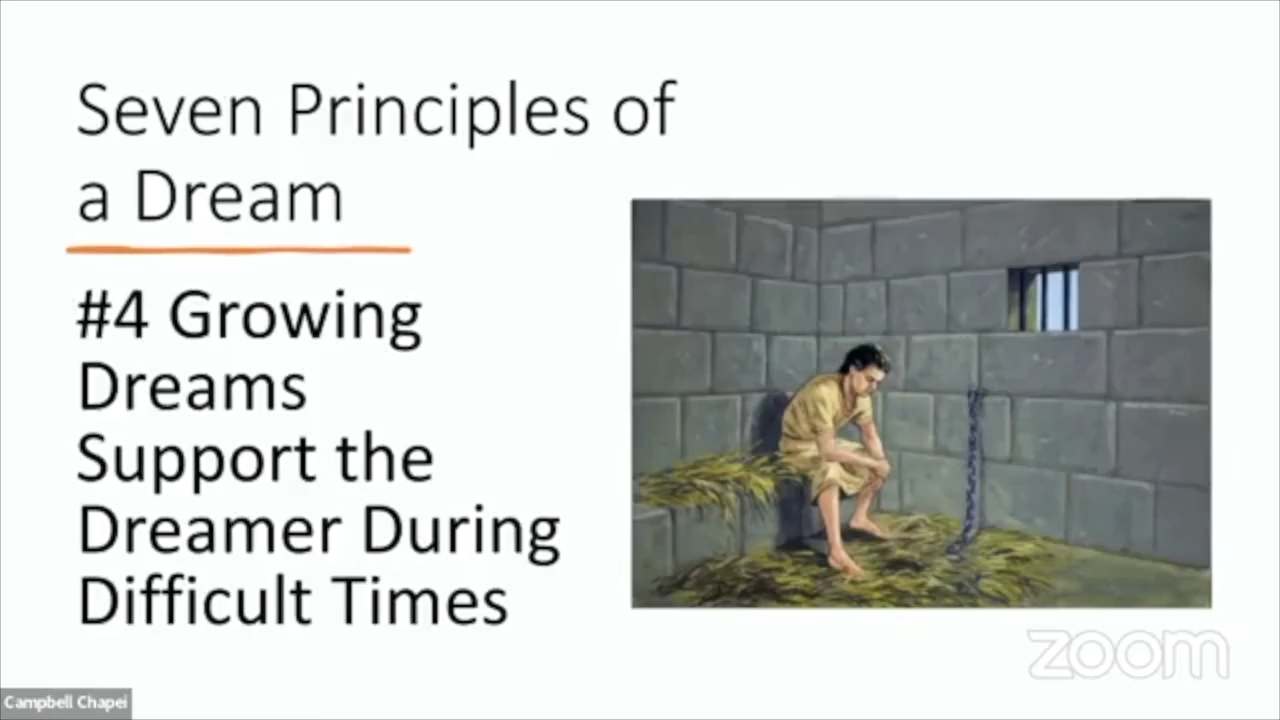 Seven Principles of
a Dream
#4 Growing
Dreams
Support the
Dreamer During
Difficult Times
zoom
Campbell Chapel